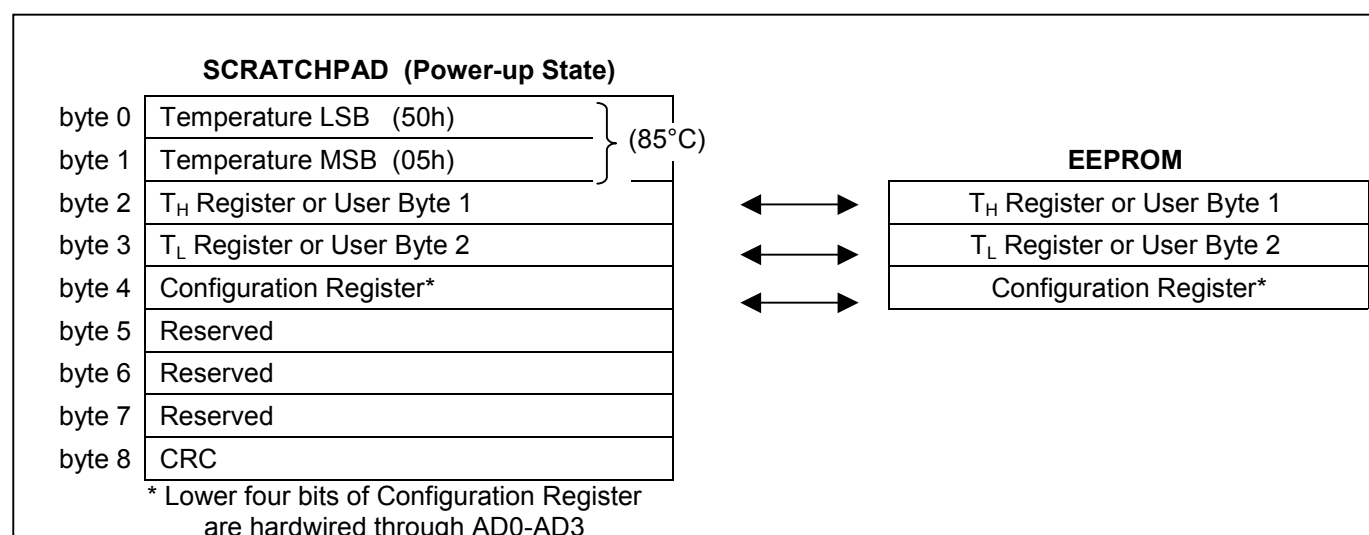 SCRATCHPAD (Power-up State)
byte 0 Temperature LSB (50h)
(85°C)
byte 1 Temperature MSB (05h)
EEPROM
byte 2 TH Register or User Byte 1
TH Register or User Byte 1
byte 3 TL Register or User Byte 2
TL Register or User Byte 2
byte 4 Configuration Register*
Configuration Register*
byte 5 Reserved
byte 6 Reserved
byte 7 Reserved
byte 8 CRC
* Lower four bits of Configuration Register
are hardwired through AD0-AD3